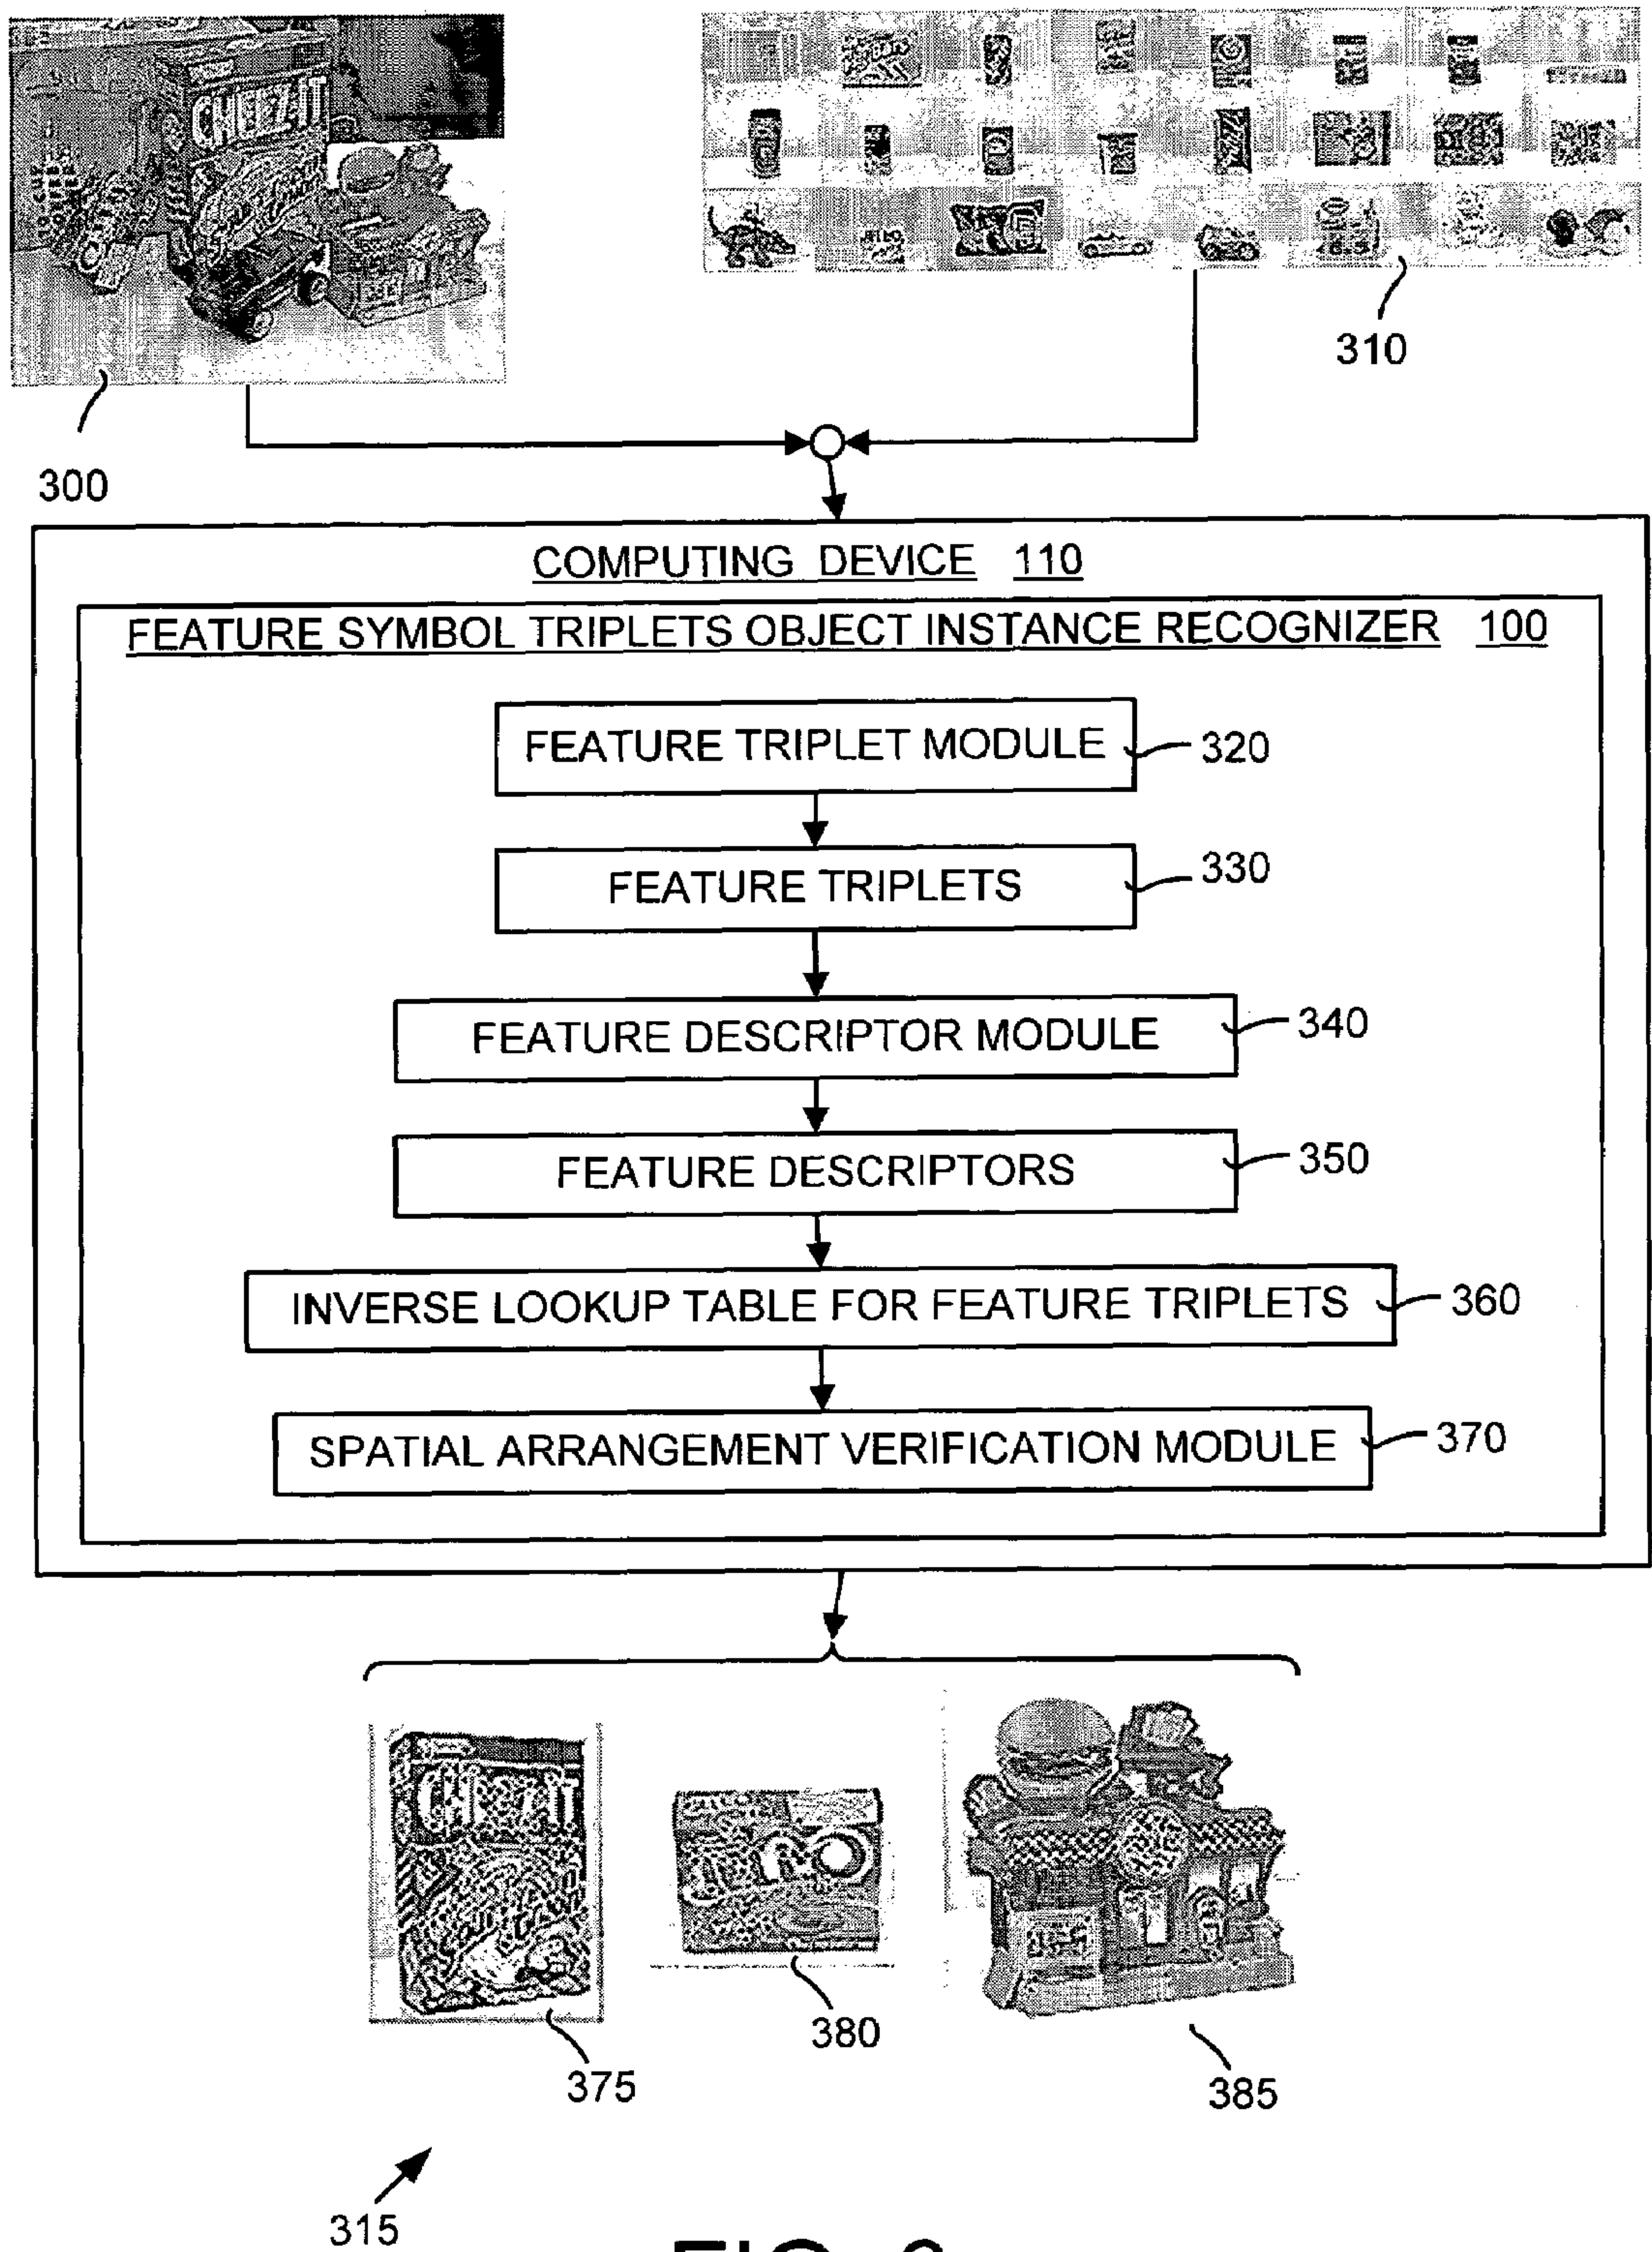 CHEEZ-IT
310
300
COMPUTING DEVICE 110
FEATURE SYMBOL TRIPLETS OBJECT INSTANCE RECOGNIZER 100
FEATURE TRIPLET MODULE 320
FEATURE TRIPLETS 330
FEATURE DESCRIPTOR MODULE 340
FEATURE DESCRIPTORS 350
INVERSE LOOKUP TABLE FOR FEATURE TRIPLETS 360
SPATIAL ARRANGEMENT VERIFICATION MODULE 370
380
375
385
315